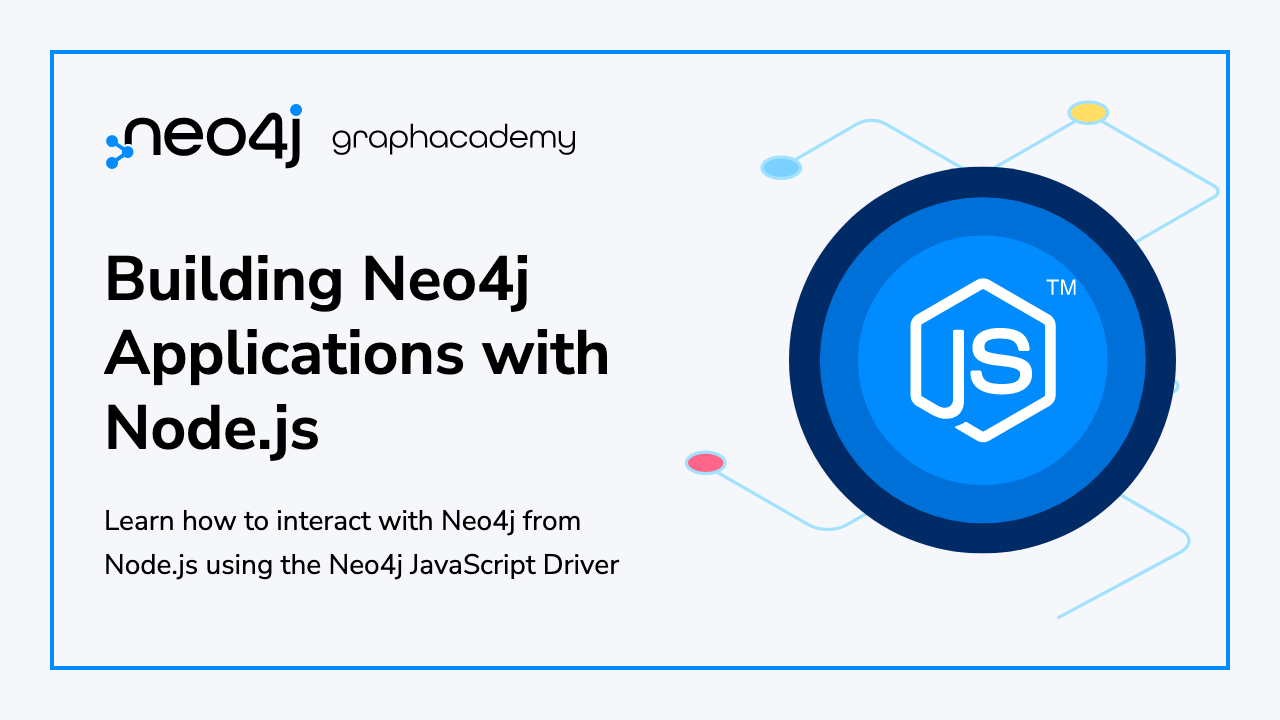 neo4j graphacademy
Building Neo4j
Applications with
Node.js
Learn how to interact with Neo4j from
Node.js using the Neo4j JavaScript Driver
JS TM